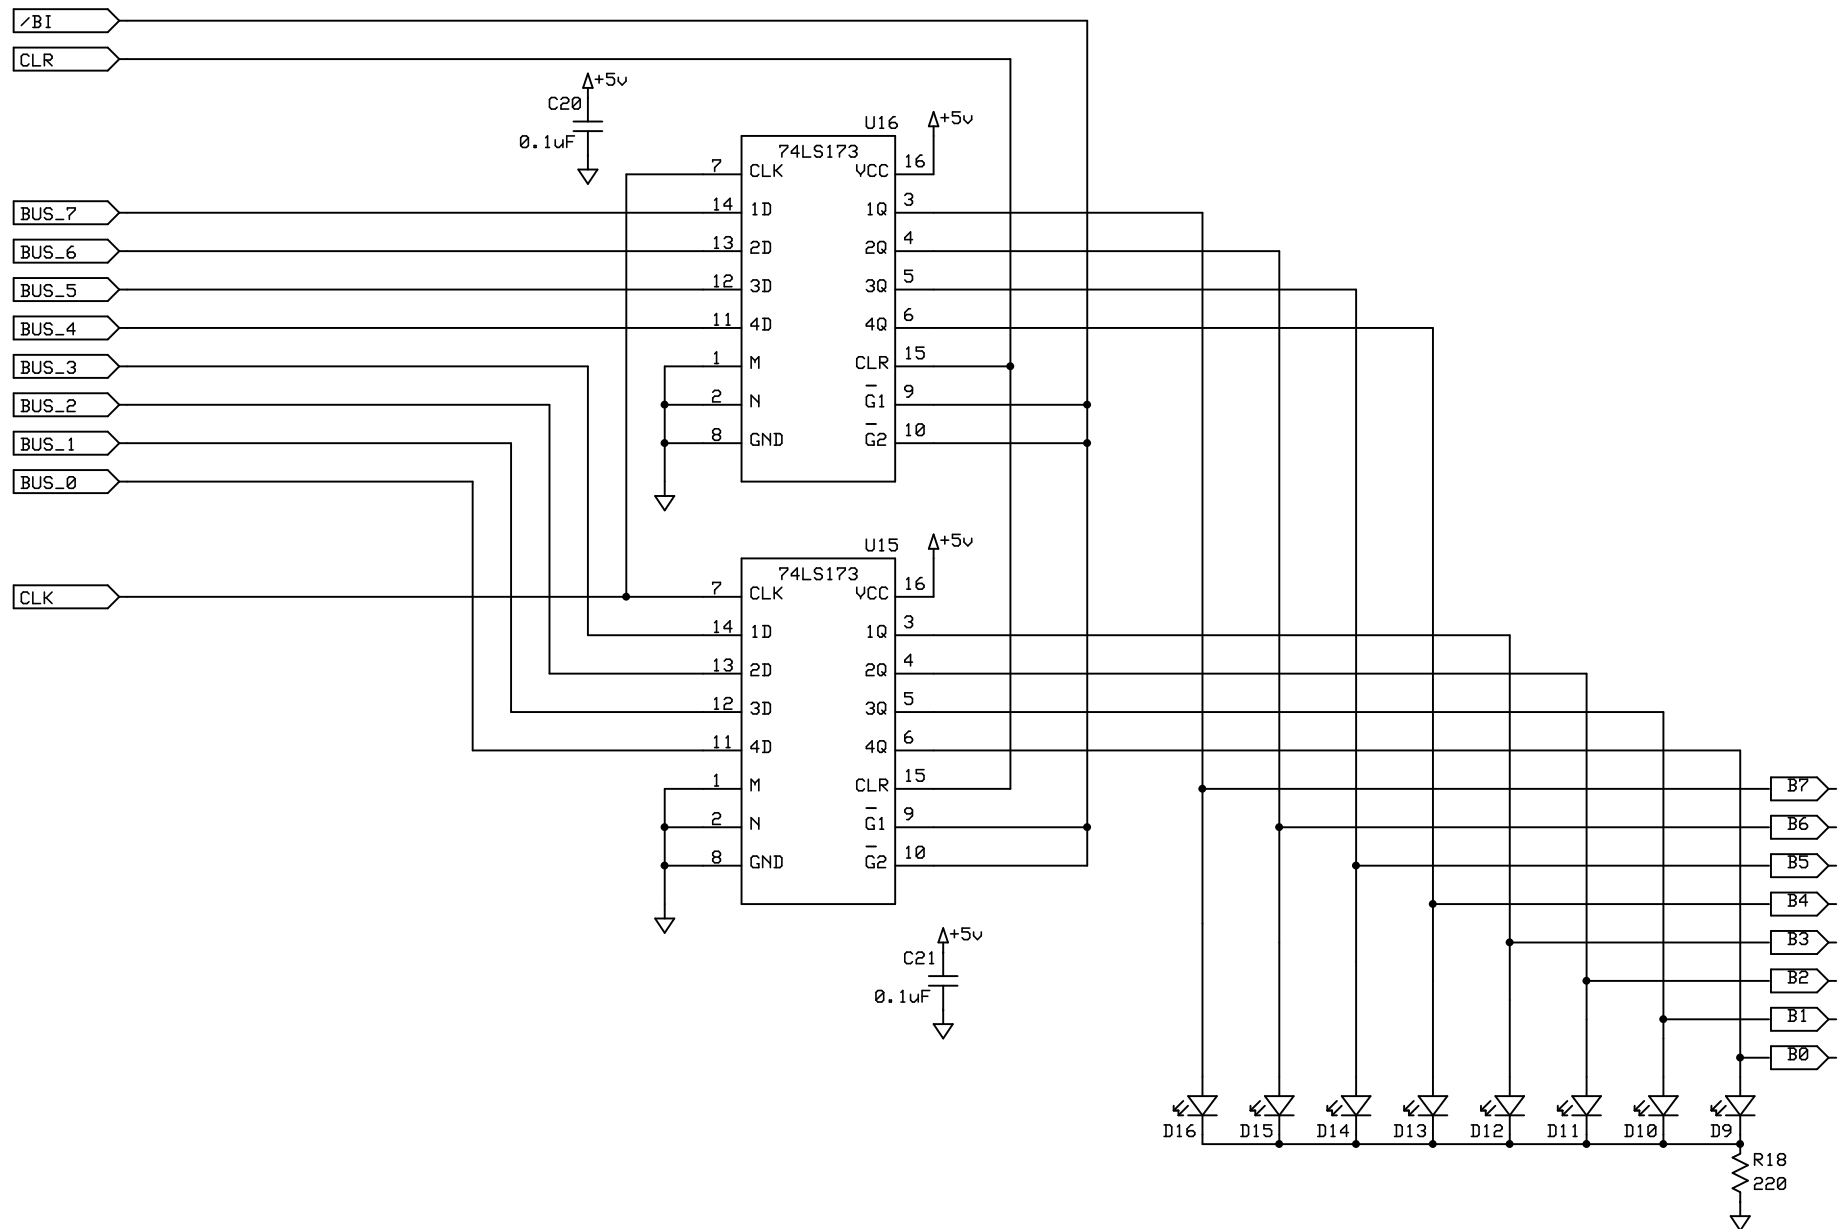 /BI
CLR
+5v
C20
0.1uF
BUS_7
BUS_6
BUS_5
BUS_4
BUS_3
BUS_2
BUS_1
BUS_0
CLK
U16
+5v
74LS173
7 CLK VCC 16
14 1D 1Q 3
13 2D 2Q 4
12 3D 3Q 5
11 4D 4Q 6
1 M CLR 15
2 N G1 9
8 GND G2 10
U15
+5v
74LS173
7 CLK VCC 16
14 1D 1Q 3
13 2D 2Q 4
12 3D 3Q 5
11 4D 4Q 6
1 M CLR 15
2 N G1 9
8 GND G2 10
+5v
C21
0.1uF
B7
B6
B5
B4
B3
B2
B1
B0
D16 D15 D14 D13 D12 D11 D10 D9
R18
220